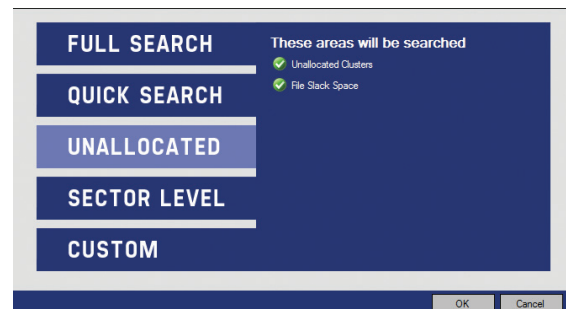 FULL SEARCH
QUICK SEARCH
UNALLOCATED
SECTOR LEVEL
CUSTOM
These areas will be searched
Unallocated Clusters
File Slack Space
OK
Cancel